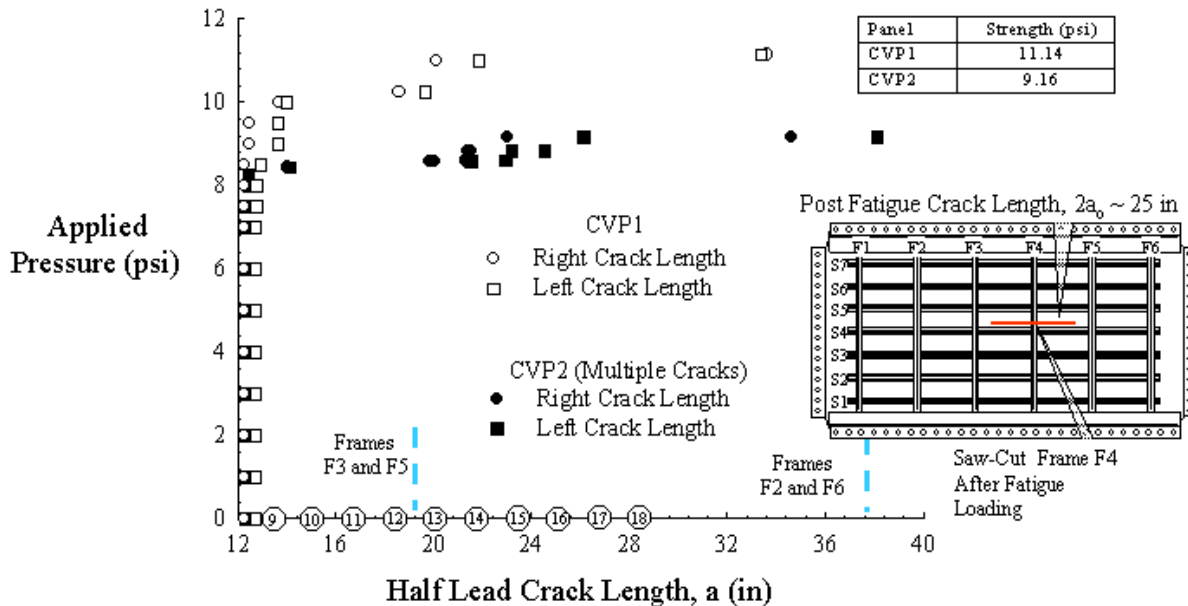 12
10
8
6
4
2
0
Applied
Pressure (psi)
Panel Strength (psi)
CVP1 11.14
CVP2 9.16
CVP1
Right Crack Length
Left Crack Length
CVP2 (Multiple Cracks)
Right Crack Length
Left Crack Length
Frames
F3 and F5
Frames
F2 and F6
Post Fatigue Crack Length, 2a₀ ~ 25 in
F1 F2 F3 F4 F5 F6
S7
S6
S5
S4
S3
S2
S1
Saw-Cut Frame F4
After Fatigue
Loading
9 10 11 12 13 14 15 16 17 18
12 16 20 24 28 32 36 40
Half Lead Crack Length, a (in)